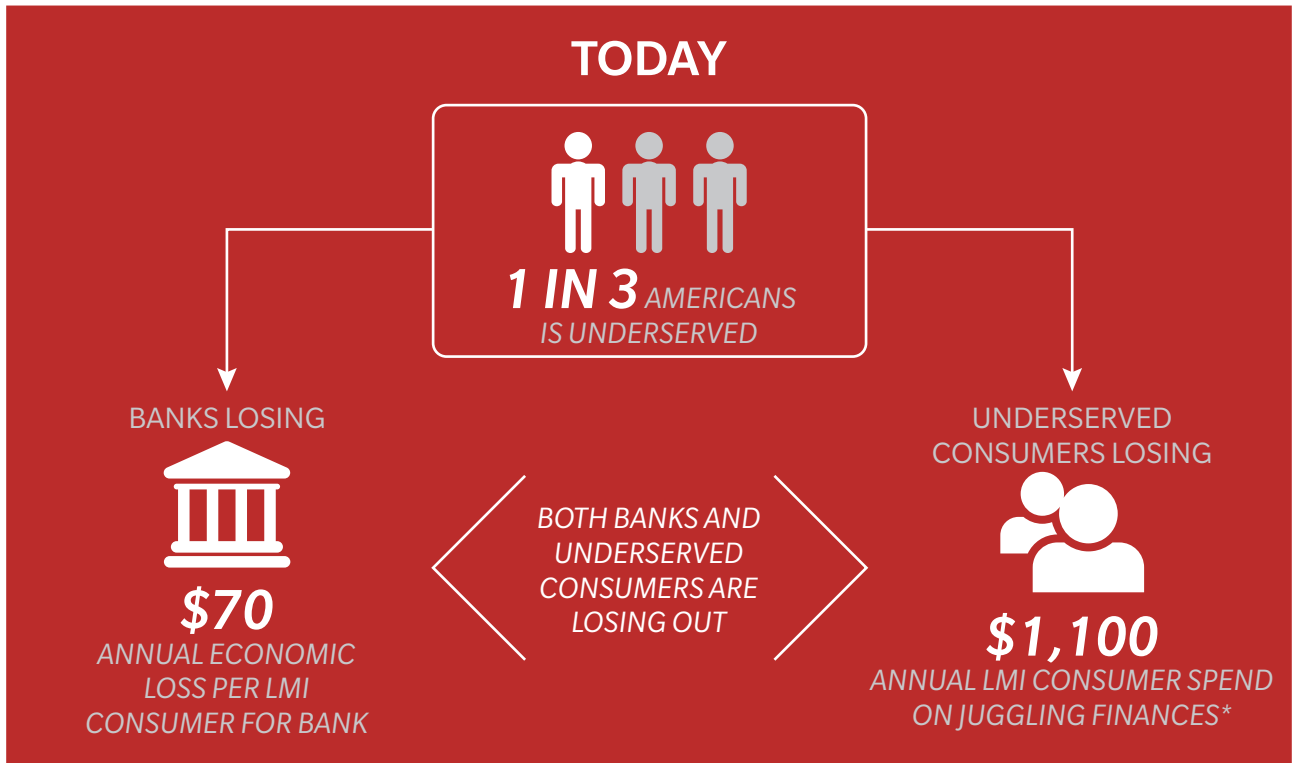 TODAY
1 IN 3 AMERICANS
IS UNDERSERVED
BANKS LOSING
$70
ANNUAL ECONOMIC
LOSS PER LMI
CONSUMER FOR BANK
BOTH BANKS AND
UNDERSERVED
CONSUMERS ARE
LOSING OUT
UNDERSERVED
CONSUMERS LOSING
$1,100
ANNUAL LMI CONSUMER SPEND
ON JUGGLING FINANCES*